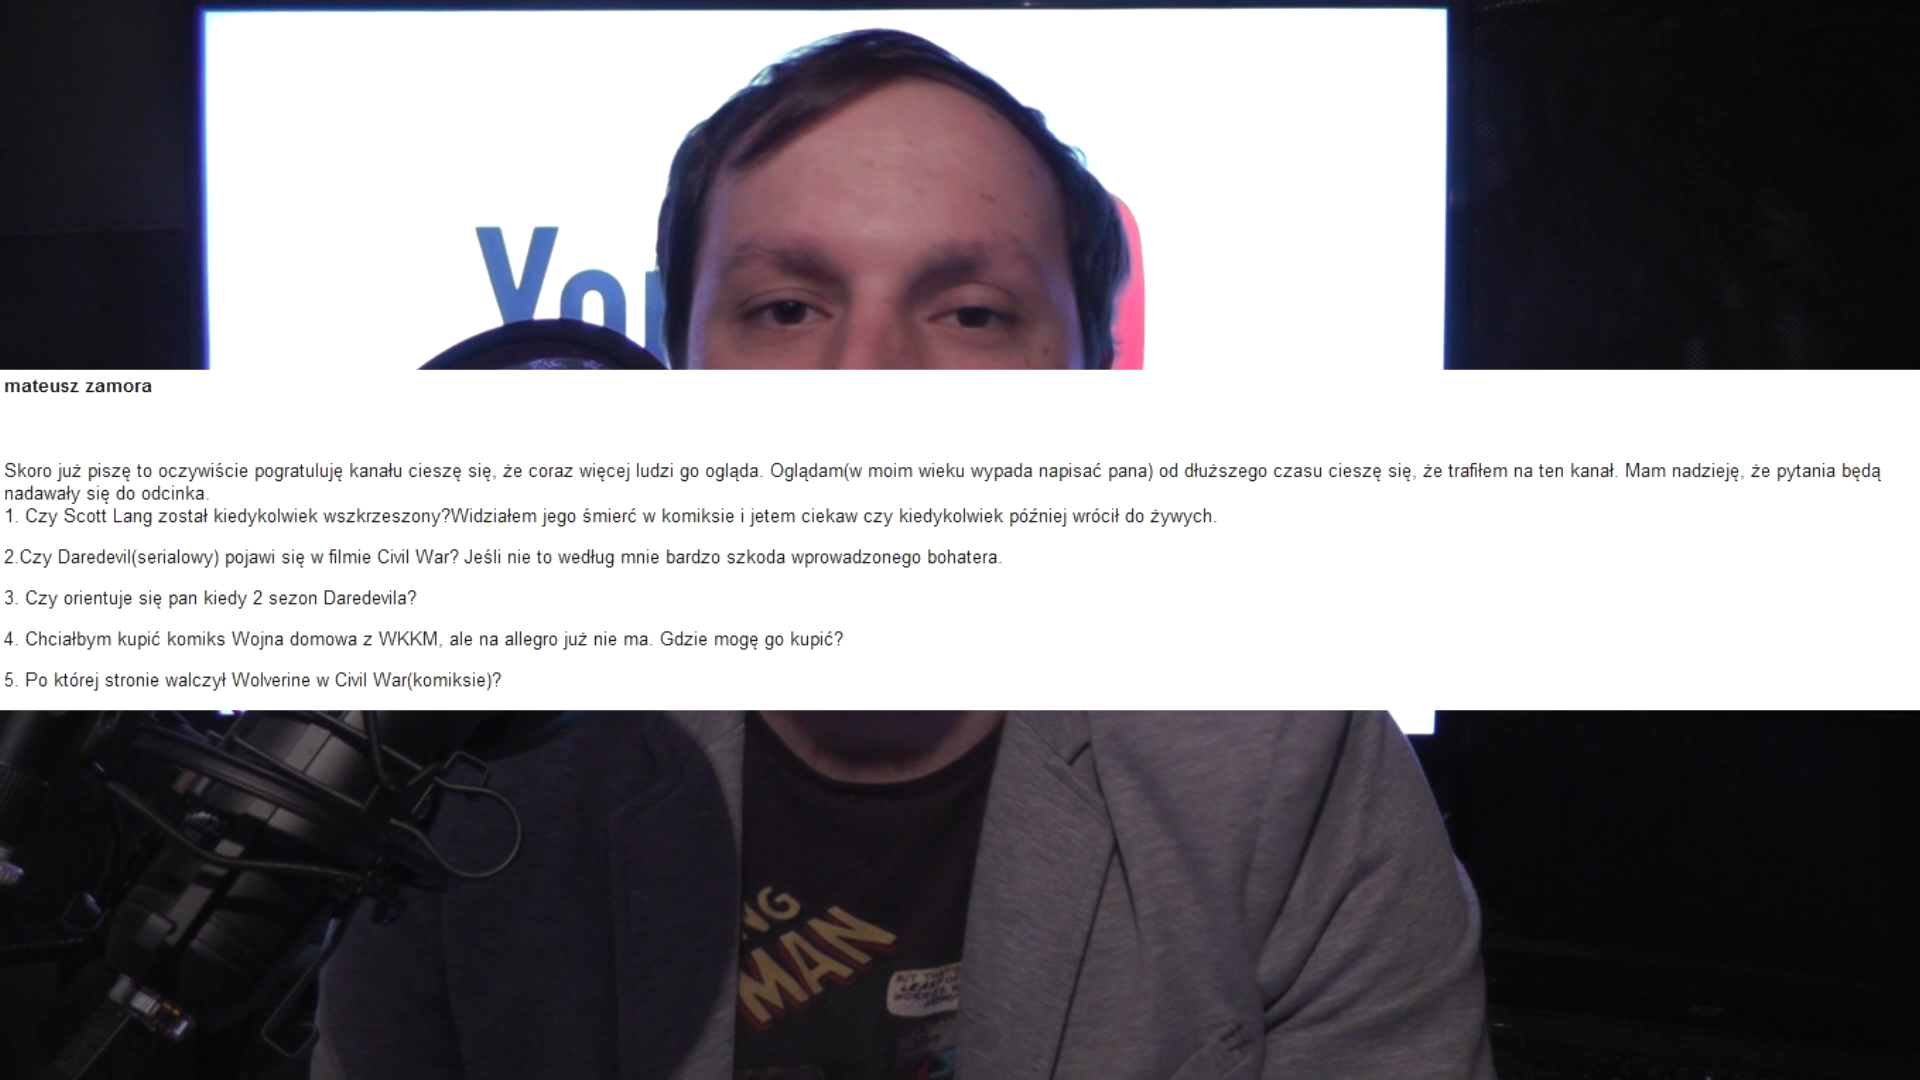 You
mateusz zamora
Skoro już piszę to oczywiście pogratuluję kanału cieszę się, że coraz więcej ludzi go ogląda. Oglądam(w moim wieku wypada napisać pana) od dłuższego czasu cieszę się, że trafiłem na ten kanał. Mam nadzieję, że pytania będą
nadawały się do odcinka.
1. Czy Scott Lang został kiedykolwiek wszkrzeszony?Widziałem jego śmierć w komiksie i jetem ciekaw czy kiedykolwiek później wrócił do żywych.
2.Czy Daredevil(serialowy) pojawi się w filmie Civil War? Jeśli nie to według mnie bardzo szkoda wprowadzonego bohatera.
3. Czy orientuje się pan kiedy 2 sezon Daredevila?
4. Chciałbym kupić komiks Wojna domowa z WKKM, ale na allegro już nie ma. Gdzie mogę go kupić?
5. Po której stronie walczył Wolverine w Civil War(komiksie)?
NG
MAN